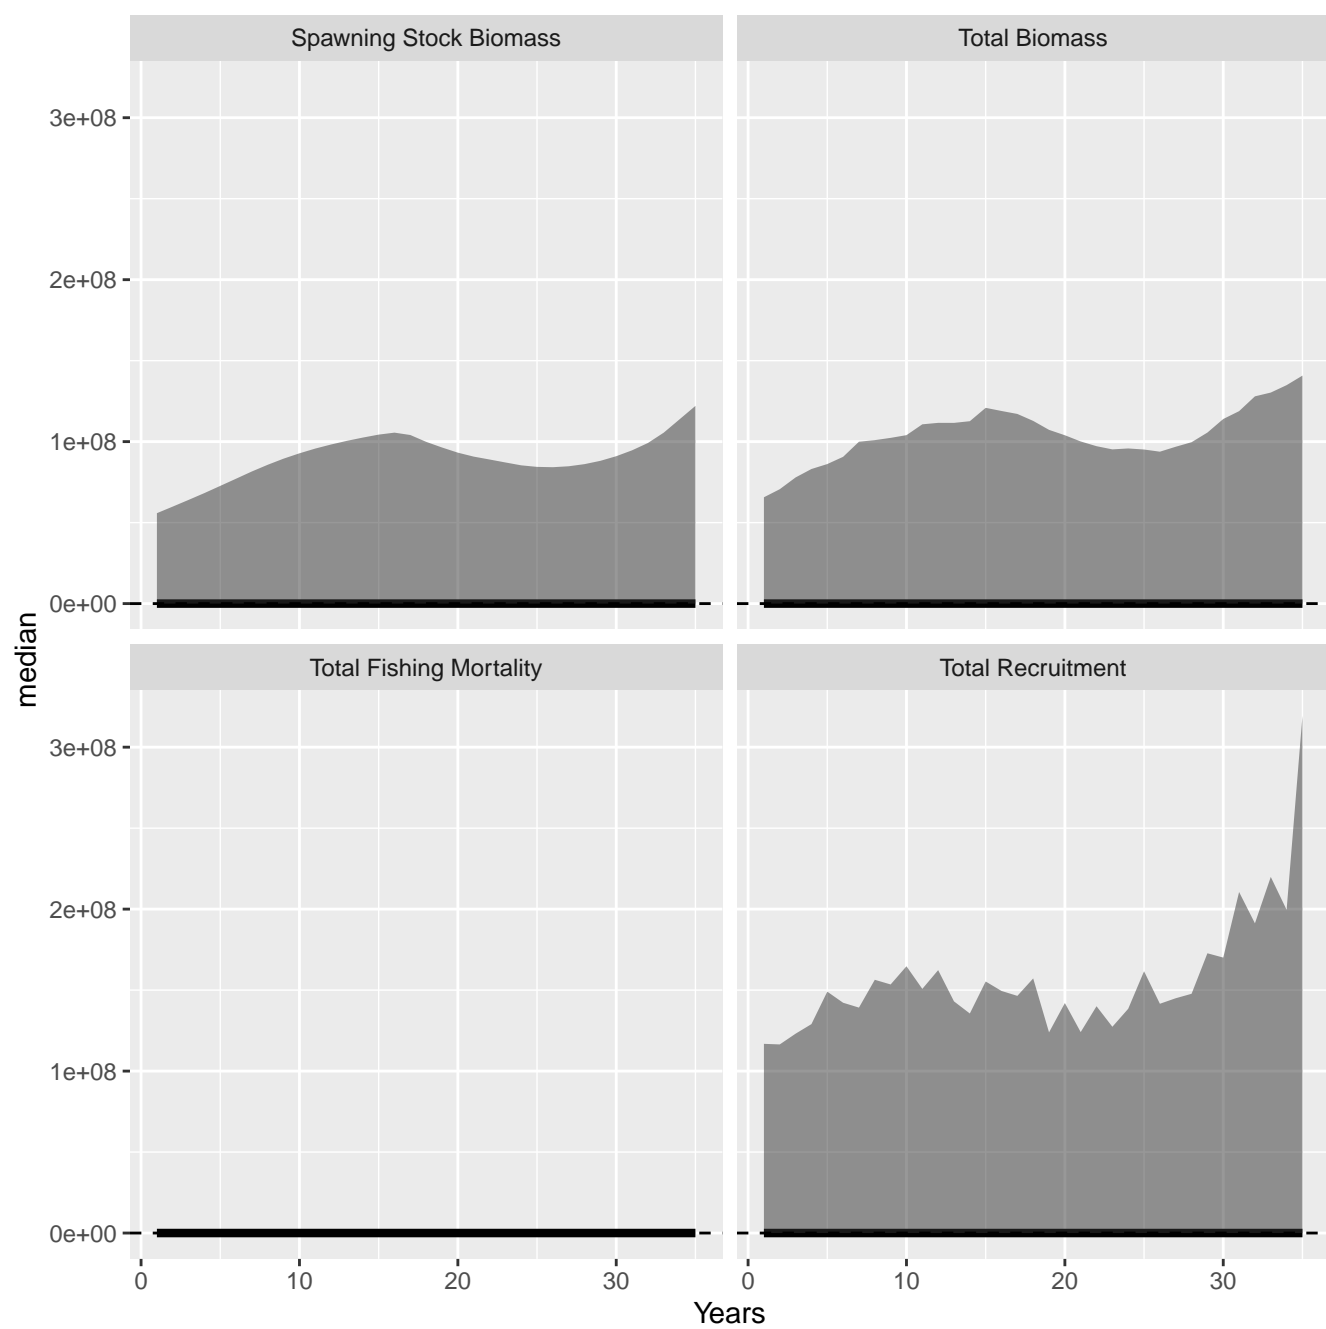 Spawning Stock Biomass
Total Biomass
3e+08
2e+08
1e+08
0e+00
median
Total Fishing Mortality
Total Recruitment
3e+08
2e+08
1e+08
0e+00
0 10 20 30
0 10 20 30
Years